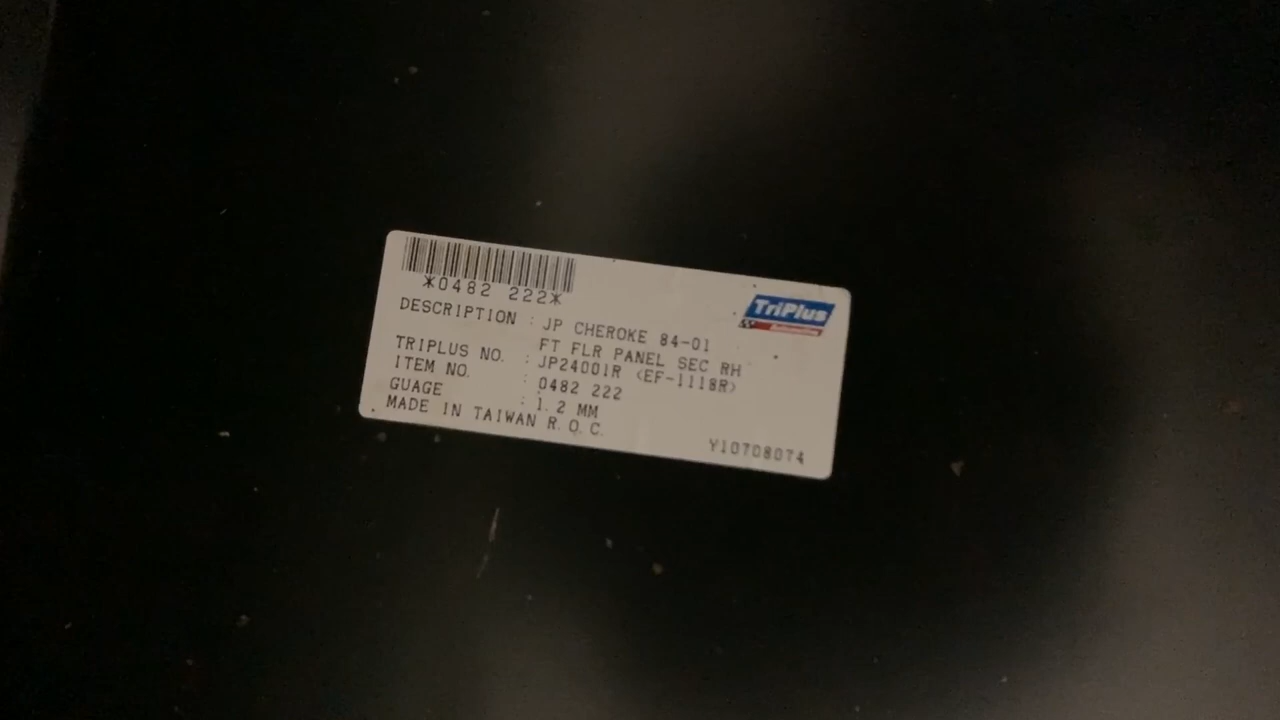 *0482 222*
TriPlus
Automotive
DESCRIPTION : JP CHEROKE 84-01
FT FLR PANEL SEC RH
TRIPLUS NO. : JP24001R (EF-1118R)
ITEM NO. : 0482 222
GUAGE : 1.2 MM
MADE IN TAIWAN R.O.C.
Y10708074